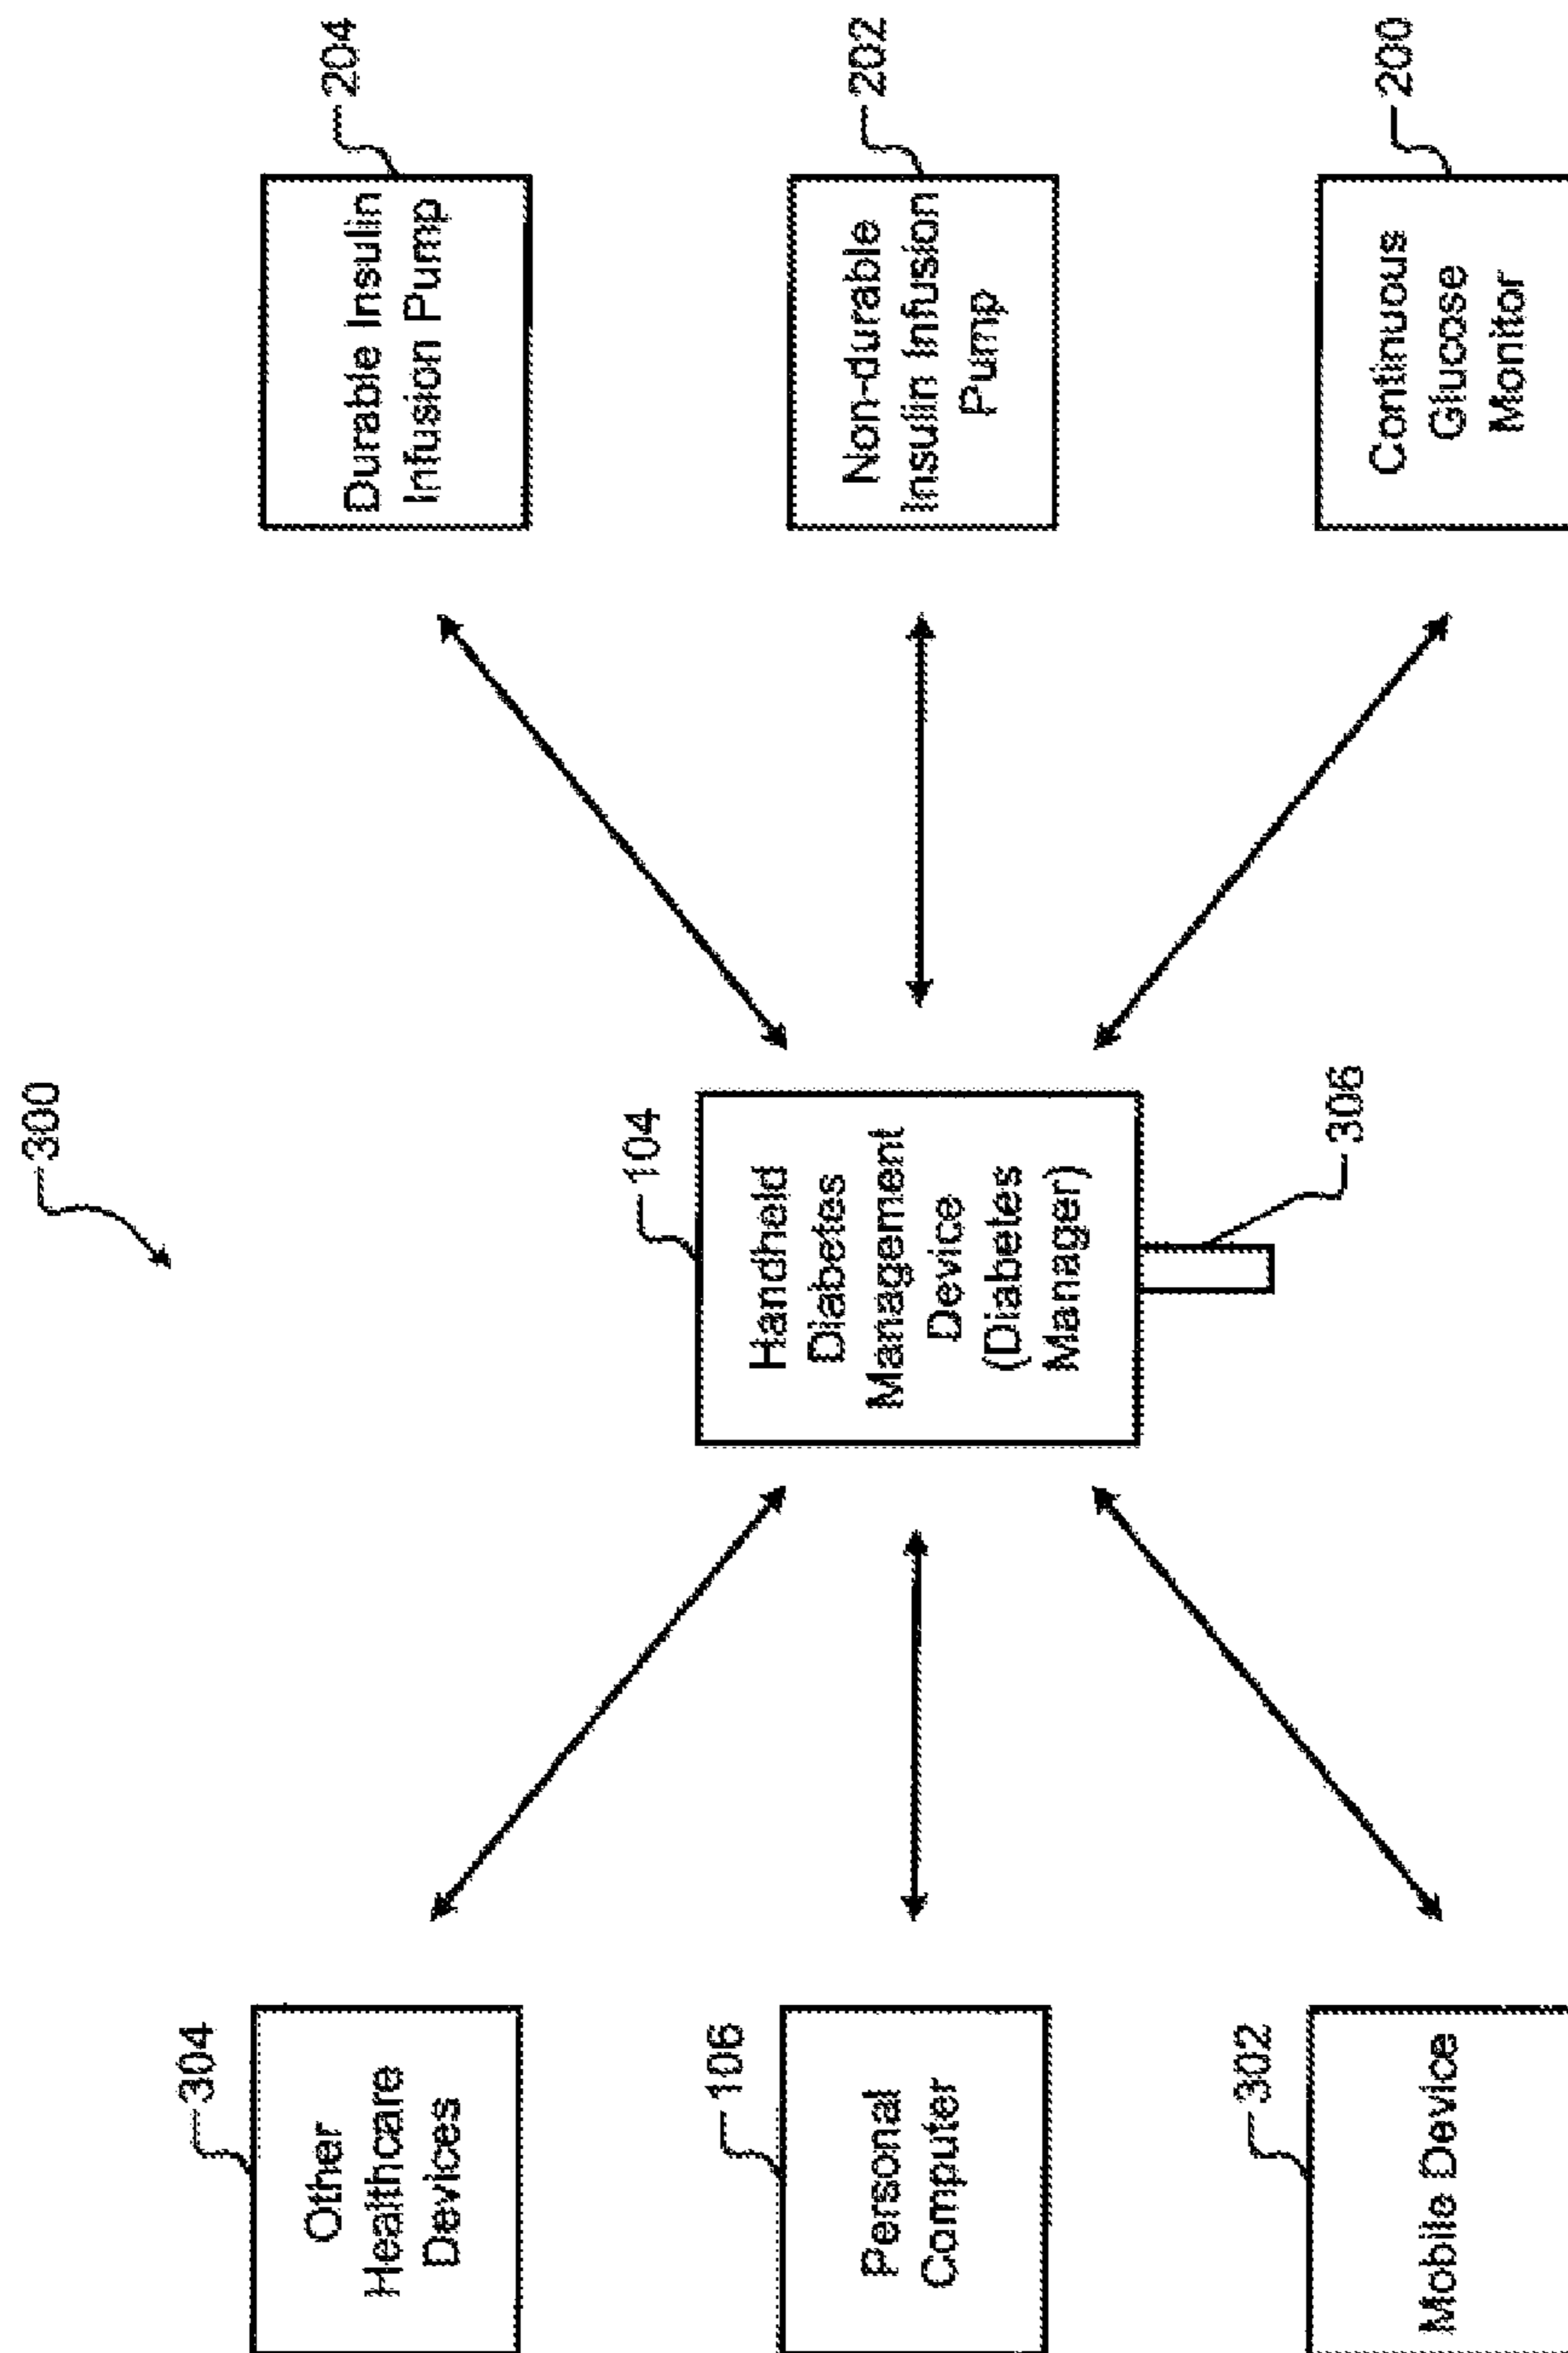 300
304
Other
Healthcare
Devices
104
204
Durable Insulin
Infusion Pump
106
Personal
Computer
Handheld
Diabetes
Management
Device
(Diabetes
Manager)
202
Non-durable
Insulin Infusion
Pump
302
Mobile Device
306
200
Continuous
Glucose
Monitor